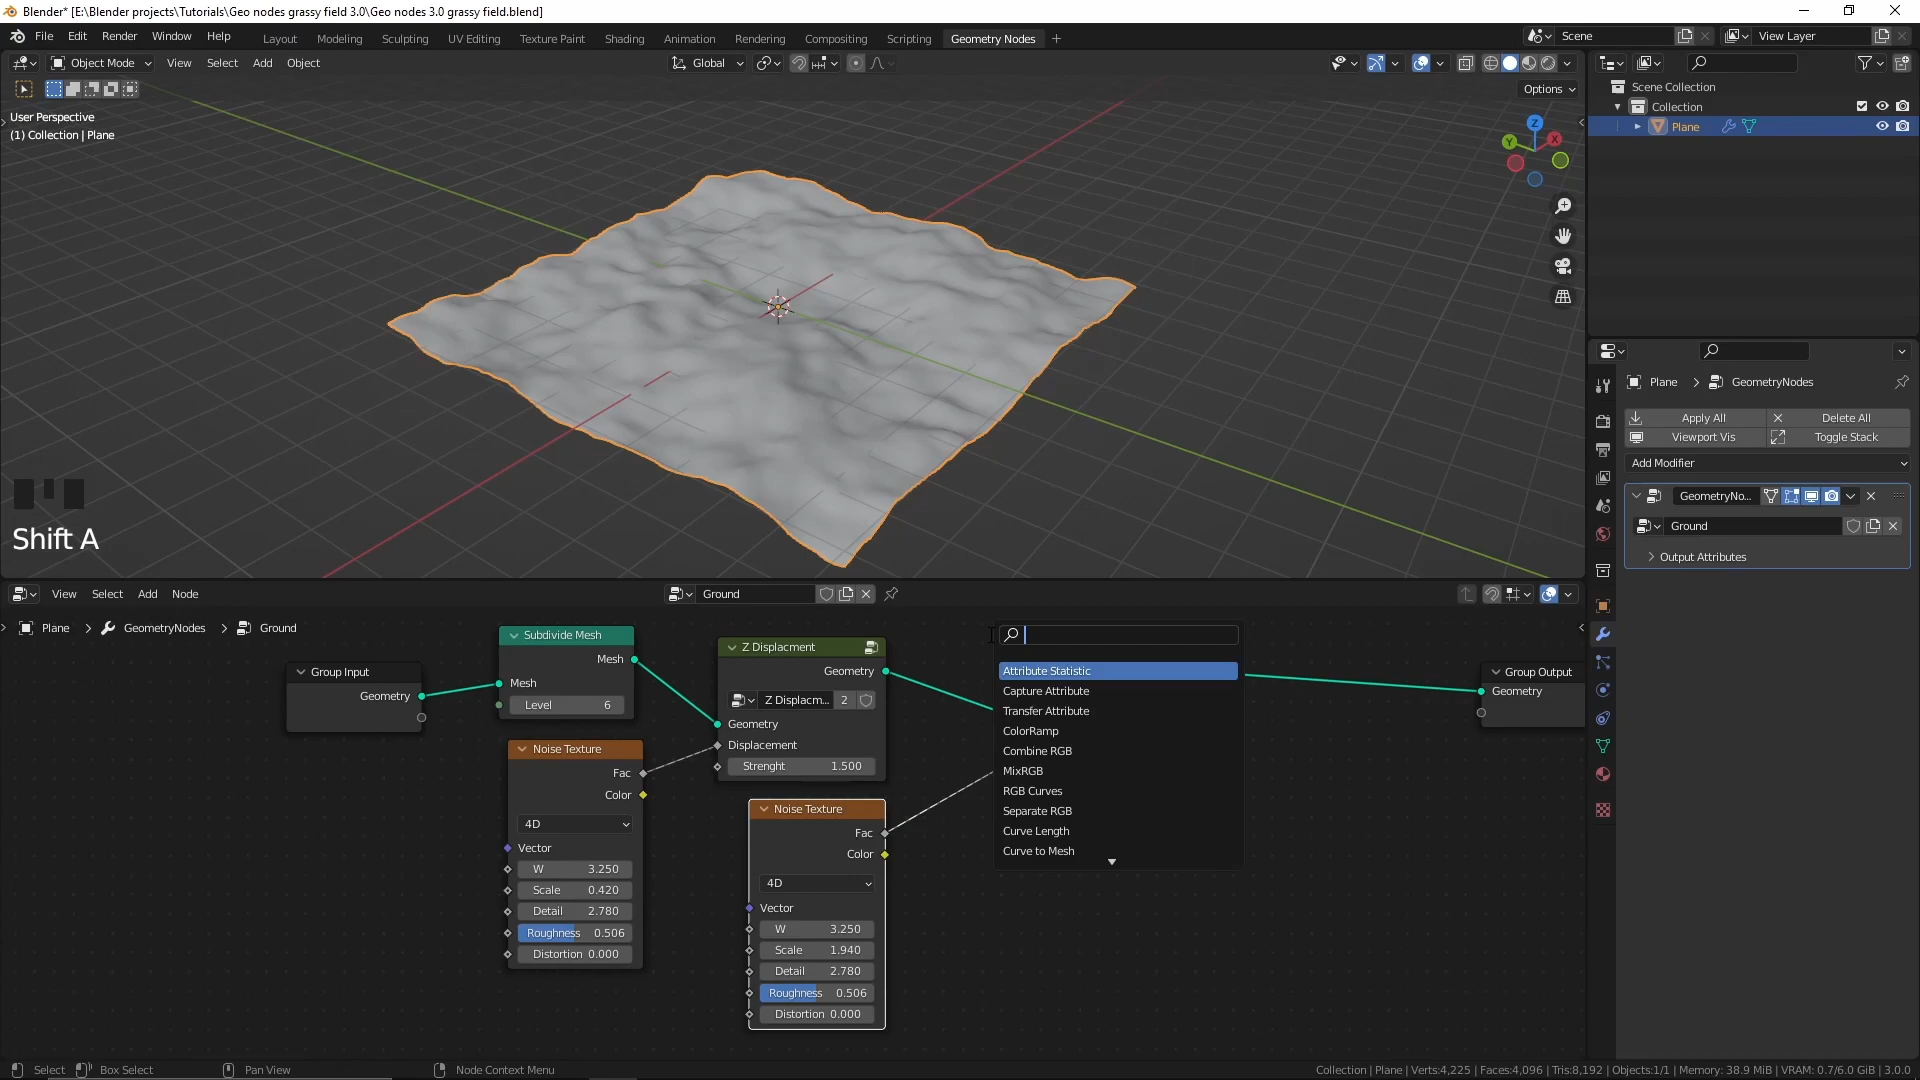 Blender* [E:\Blender projects\Tutorials\Geo nodes grassy field 3.0\Geo nodes 3.0 grassy field.blend]
File Edit Render Window Help Layout Modeling Sculpting UV Editing Texture Paint Shading Animation Rendering Compositing Scripting Geometry Nodes + Scene View Layer
Object Mode View Select Add Object Global
Options
User Perspective
(1) Collection | Plane
Z
Y
X
Shift A
Scene Collection
Collection
Plane
Plane > GeometryNodes
Apply All Delete All
Viewport Vis Toggle Stack
Add Modifier
GeometryNo...
Ground
Output Attributes
View Select Add Node Ground
Plane > GeometryNodes > Ground
Group Input
Geometry
Subdivide Mesh
Mesh
Mesh
Level 6
Noise Texture
Fac
Color
4D
Vector
W 3.250
Scale 0.420
Detail 2.780
Roughness 0.506
Distortion 0.000
Z Displacment
Geometry
Z Displacm... 2
Geometry
Displacement
Strenght 1.500
Noise Texture
Fac
Color
4D
Vector
W 3.250
Scale 1.940
Detail 2.780
Roughness 0.506
Distortion 0.000
Attribute Statistic
Capture Attribute
Transfer Attribute
ColorRamp
Combine RGB
MixRGB
RGB Curves
Separate RGB
Curve Length
Curve to Mesh
Group Output
Geometry
Select Box Select Pan View Node Context Menu Collection | Plane | Verts:4,225 | Faces:4,096 | Tris:8,192 | Objects:1/1 | Memory: 38.9 MiB | VRAM: 0.7/6.0 GiB | 3.0.0